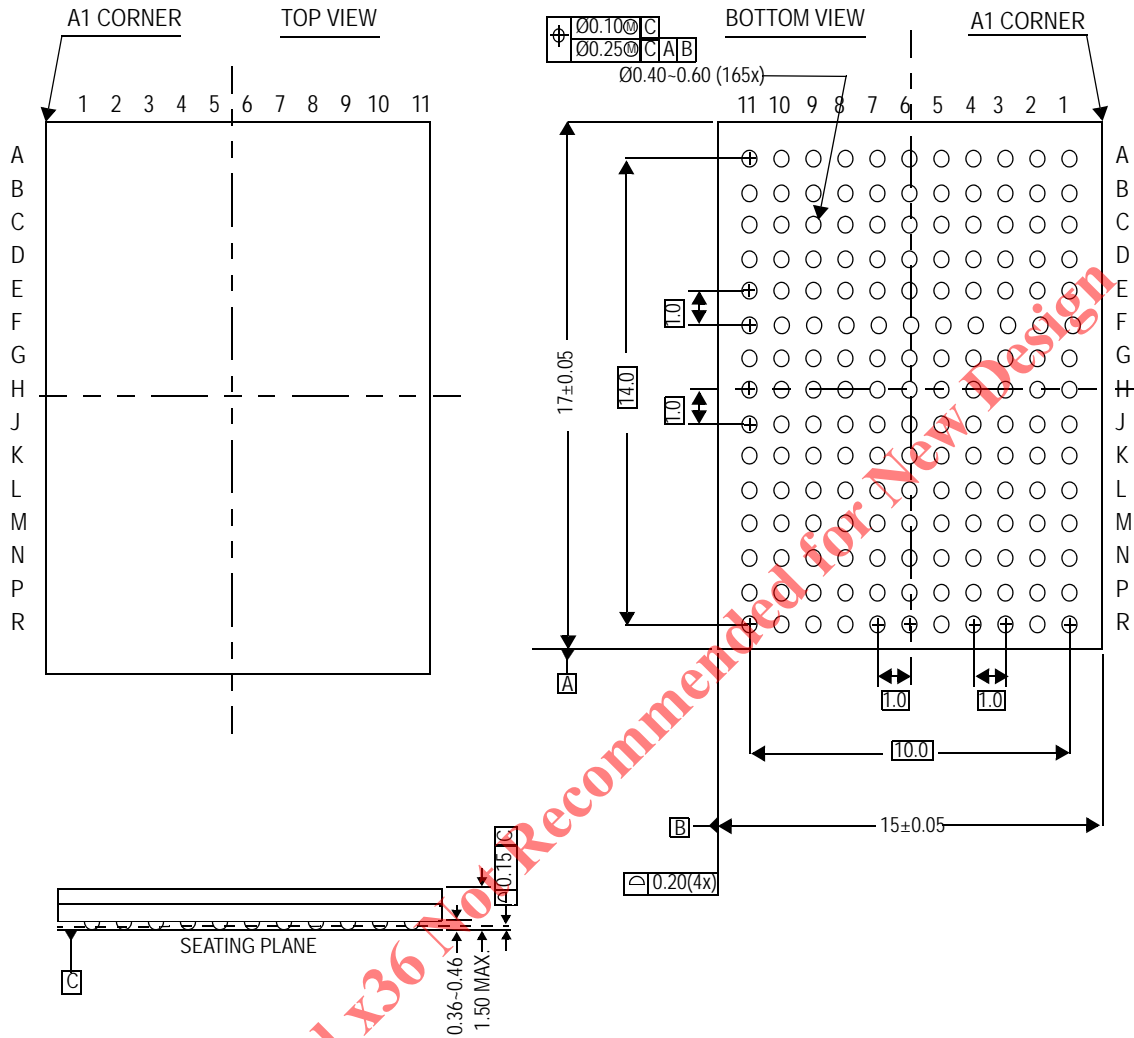 A1 CORNER
TOP VIEW
1 2 3 4 5 6 7 8 9 10 11
A
B
C
D
E
F
G
H
J
K
L
M
N
P
R
Ø0.10Ⓜ C
Ø0.25Ⓜ C A B
Ø0.40~0.60 (165x)
BOTTOM VIEW
A1 CORNER
11 10 9 8 7 6 5 4 3 2 1
A
B
C
D
E
F
G
H
J
K
L
M
N
P
R
17±0.05
14.0
1.0
1.0
A
1.0
1.0
10.0
B
15±0.05
0.20(4x)
SEATING PLANE
C
0.36~0.46
1.50 MAX.
0.15 C
x36 Not Recommended for New Design